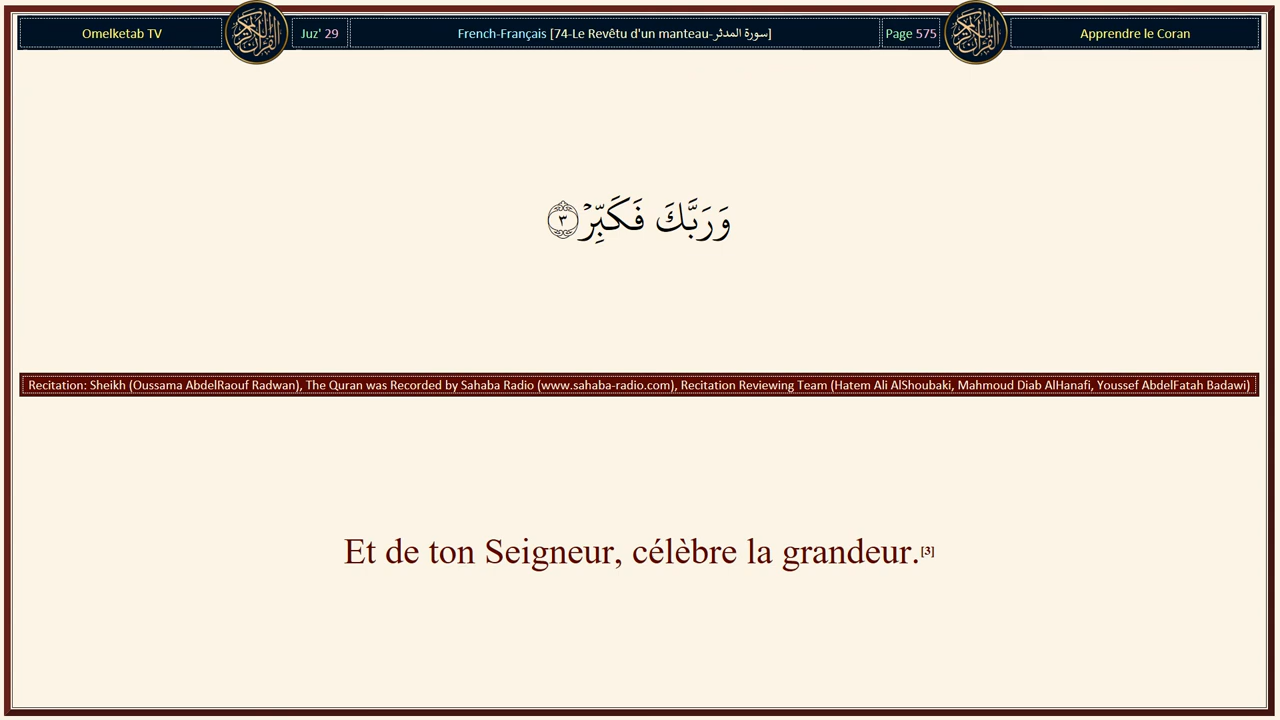 Omelketab TV
Juz' 29
French-Français [74-Le Revêtu d'un manteau-سورة المدثر]
Page 575
Apprendre le Coran
وَرَبَّكَ فَكَبِّرۡ ٣
Recitation: Sheikh (Oussama AbdelRaouf Radwan), The Quran was Recorded by Sahaba Radio (www.sahaba-radio.com), Recitation Reviewing Team (Hatem Ali AlShoubaki, Mahmoud Diab AlHanafi, Youssef AbdelFatah Badawi)
Et de ton Seigneur, célèbre la grandeur.[3]